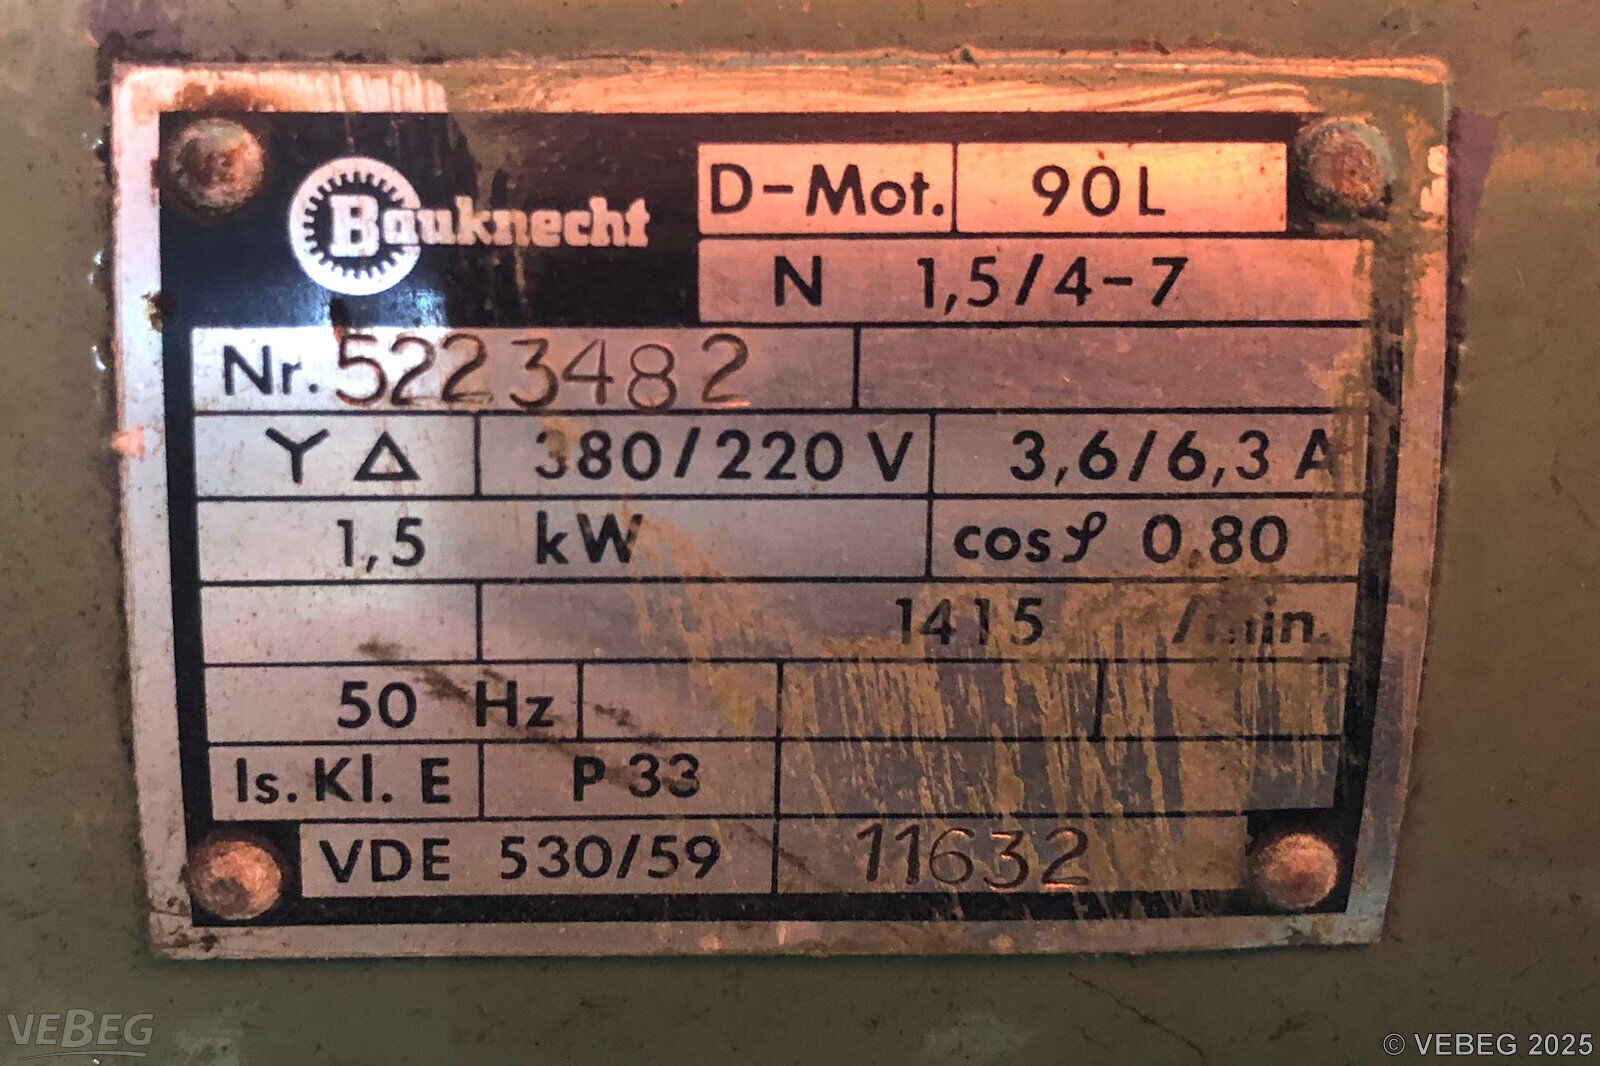 Bauknecht
D-Mot. 90L
N 1,5/4-7
Nr. 5223482
Y Δ 380/220 V 3,6/6,3 A
1,5 kW cos φ 0,80
1415 /min.
50 Hz
Is. Kl. E P 33
VDE 530/59 11632
VEBEG
© VEBEG 2025